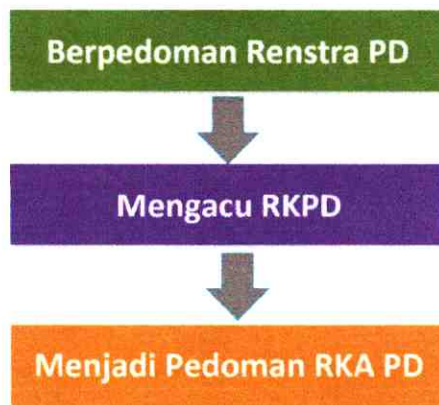 Berpedoman Renstra PD
Mengacu RKPD
Menjadi Pedoman RKA PD